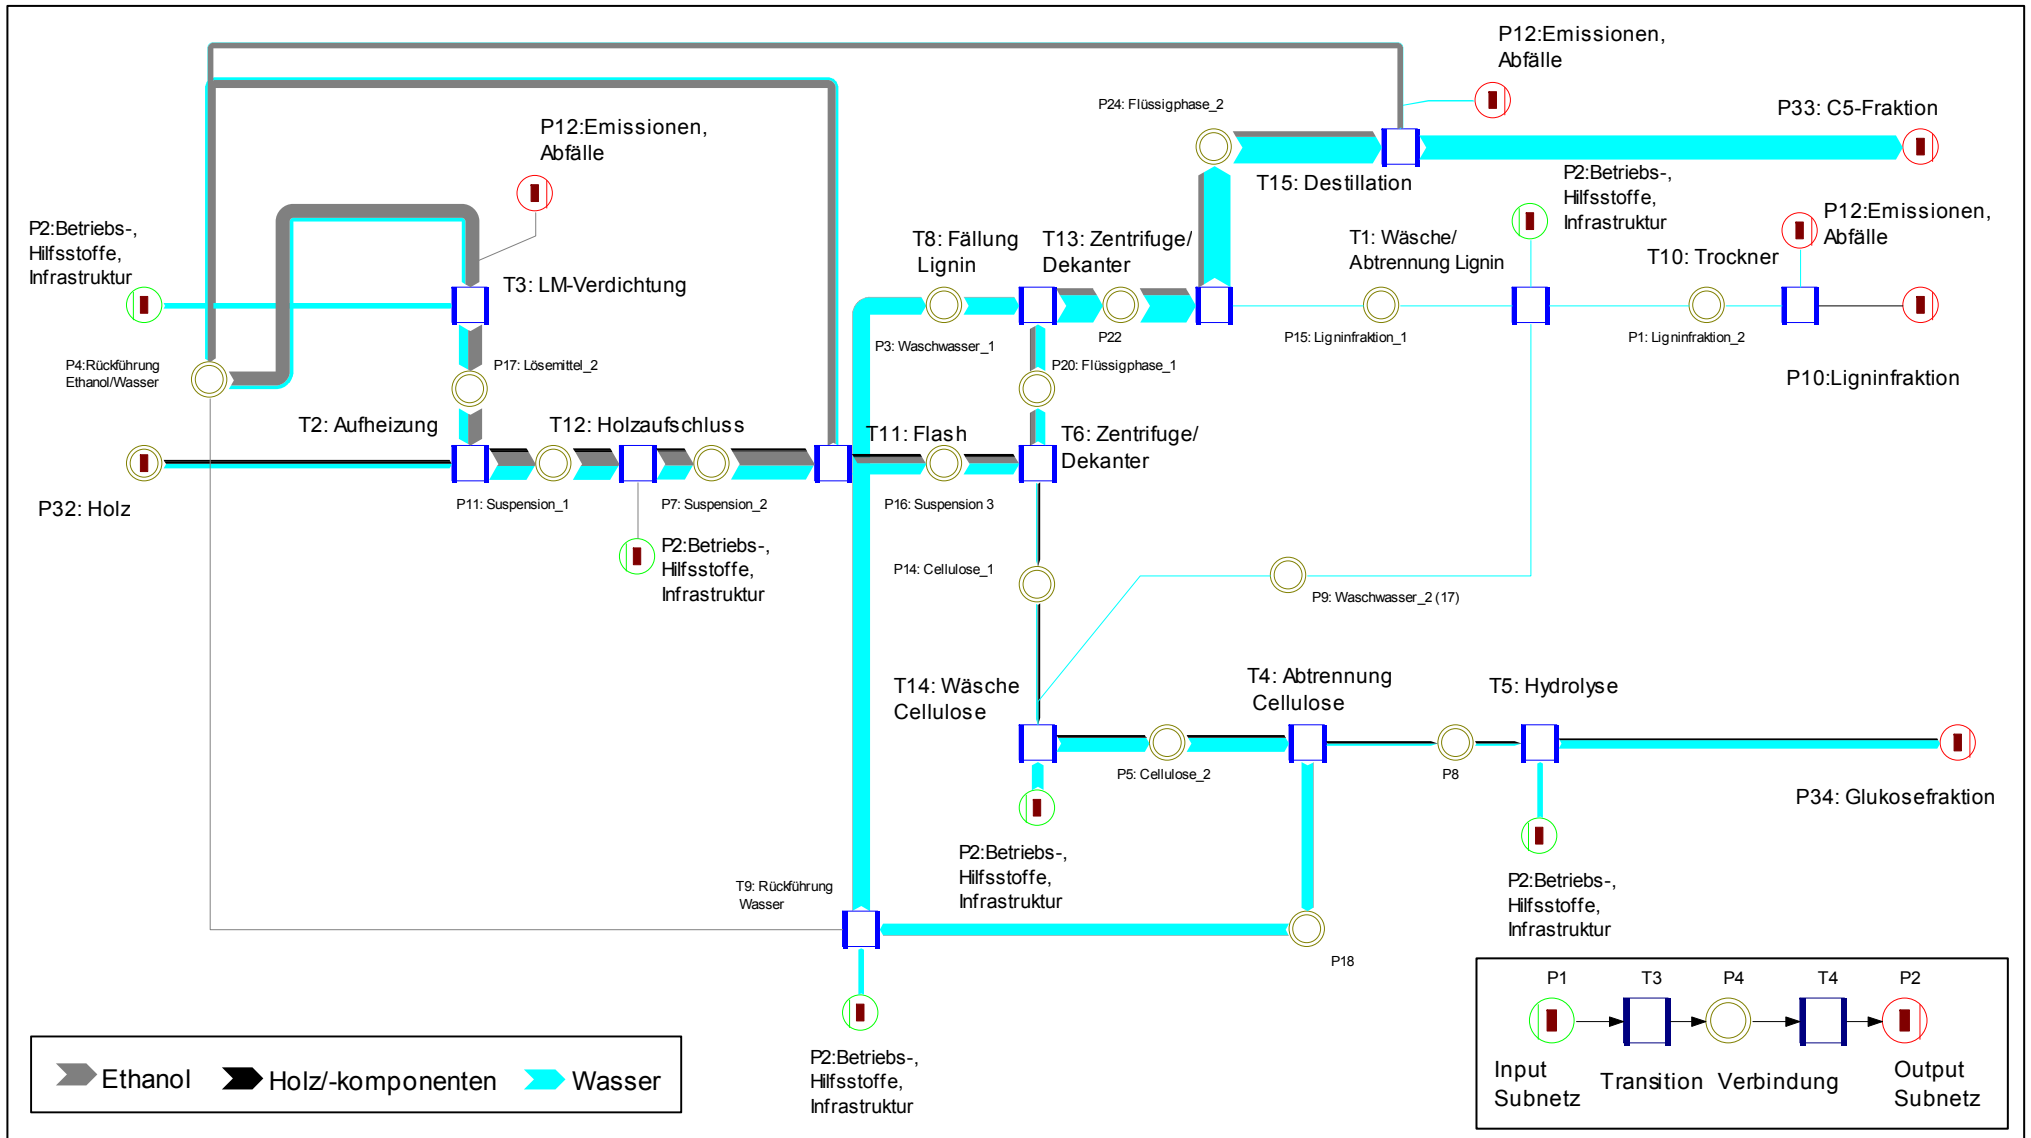 P12:Emissionen,
Abfälle
P24: Flüssigphase_2
P33: C5-Fraktion
P12:Emissionen,
Abfälle
T15: Destillation
P2:Betriebs-,
Hilfsstoffe,
Infrastruktur
P2:Betriebs-,
Hilfsstoffe,
Infrastruktur
T8: Fällung
Lignin
T13: Zentrifuge/
Dekanter
T1: Wäsche/
Abtrennung Lignin
P12:Emissionen,
Abfälle
T10: Trockner
T3: LM-Verdichtung
P3: Waschwasser_1
P22
P15: Ligninfraktion_1
P1: Ligninfraktion_2
P4:Rückführung
Ethanol/Wasser
P17: Lösemittel_2
P20: Flüssigphase_1
P10:Ligninfraktion
T2: Aufheizung
T12: Holzaufschluss
T11: Flash
T6: Zentrifuge/
Dekanter
P32: Holz
P11: Suspension_1
P7: Suspension_2
P16: Suspension 3
P2:Betriebs-,
Hilfsstoffe,
Infrastruktur
P14: Cellulose_1
P9: Waschwasser_2 (17)
T14: Wäsche
Cellulose
T4: Abtrennung
Cellulose
T5: Hydrolyse
P5: Cellulose_2
P8
P34: Glukosefraktion
P2:Betriebs-,
Hilfsstoffe,
Infrastruktur
P2:Betriebs-,
Hilfsstoffe,
Infrastruktur
T9: Rückführung
Wasser
P18
P2:Betriebs-,
Hilfsstoffe,
Infrastruktur
Ethanol
Holz/-komponenten
Wasser
P1 T3 P4 T4 P2
Input
Subnetz
Transition
Verbindung
Output
Subnetz